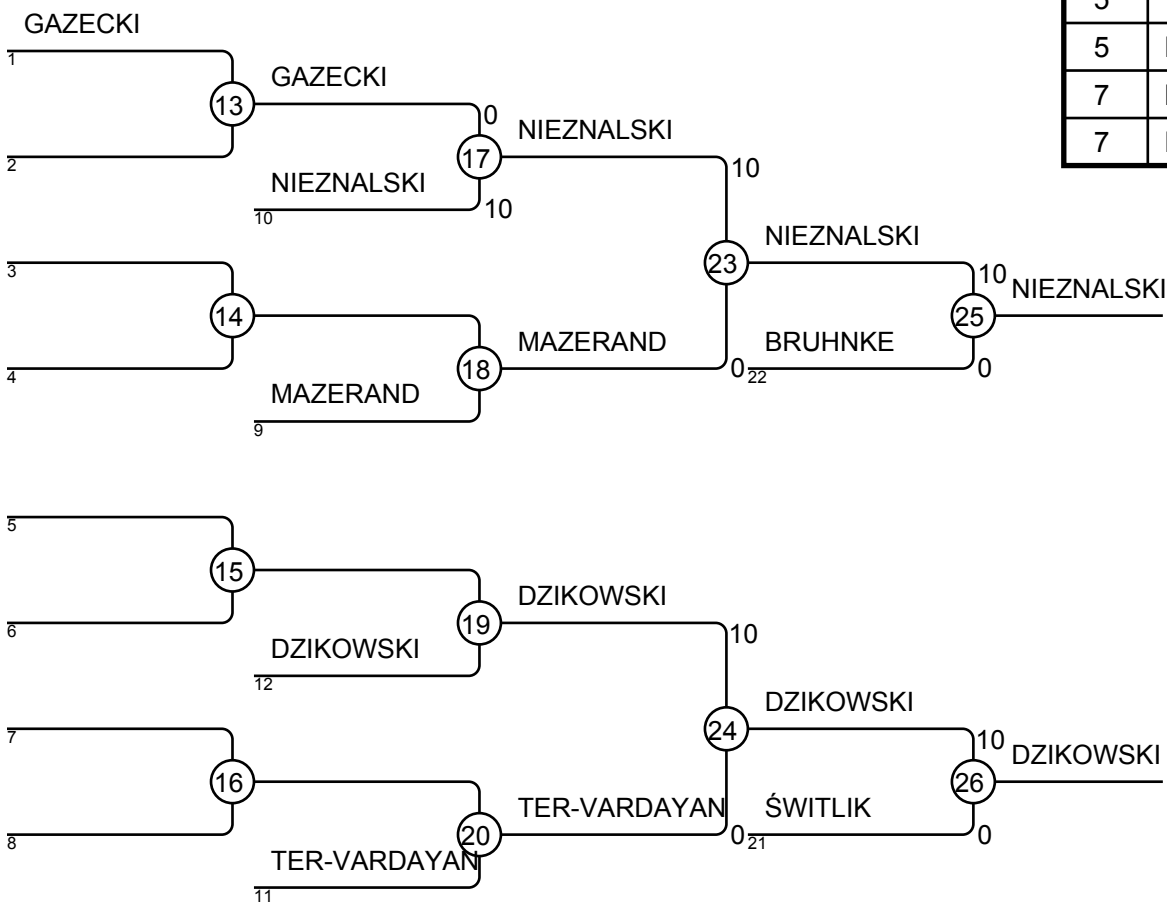 GAZECKI
1
5
5
GAZECKI
13
0
NIEZNALSKI
7
7
2
17
10
NIEZNALSKI
10
10
NIEZNALSKI
3
23
10
NIEZNALSKI
14
25
MAZERAND
BRUHNKE
4
18
0
22
0
MAZERAND
9
5
15
DZIKOWSKI
6
19
10
DZIKOWSKI
12
DZIKOWSKI
7
24
10
DZIKOWSKI
16
26
TER-VARDAYAN
ŚWITLIK
8
20
0
21
0
TER-VARDAYAN
11